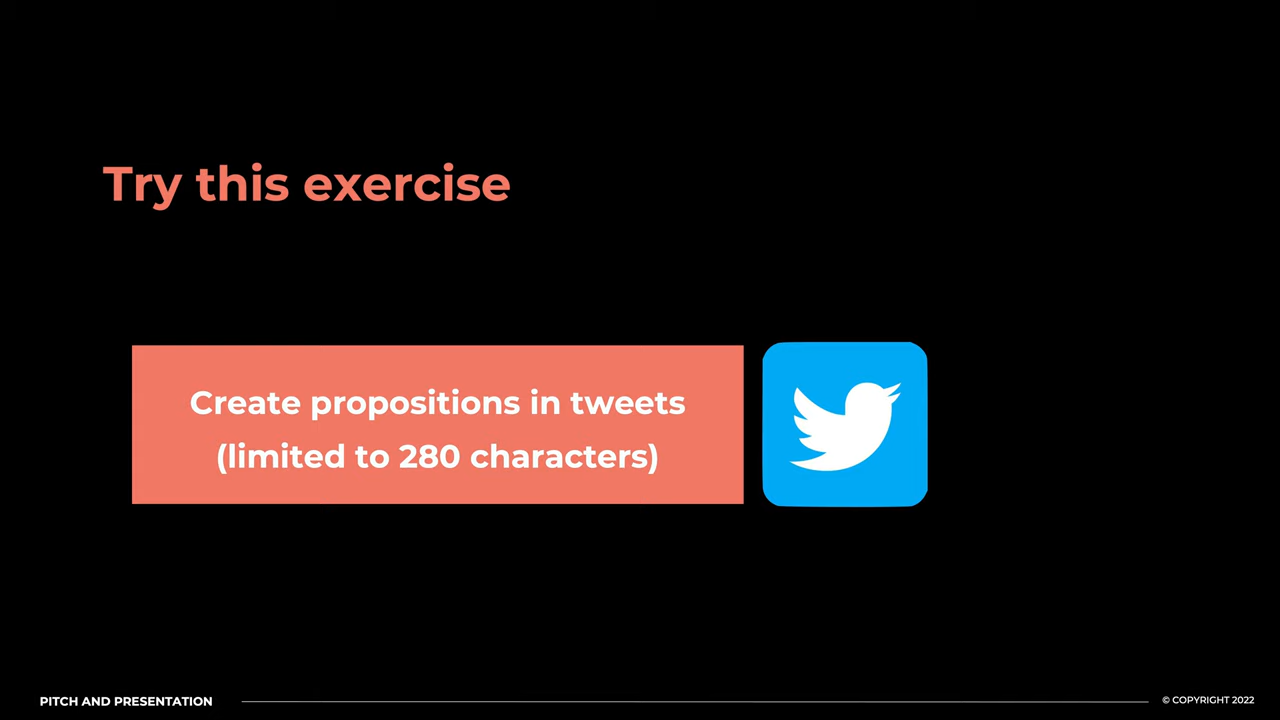 Try this exercise
Create propositions in tweets
(limited to 280 characters)
PITCH AND PRESENTATION
© COPYRIGHT 2022